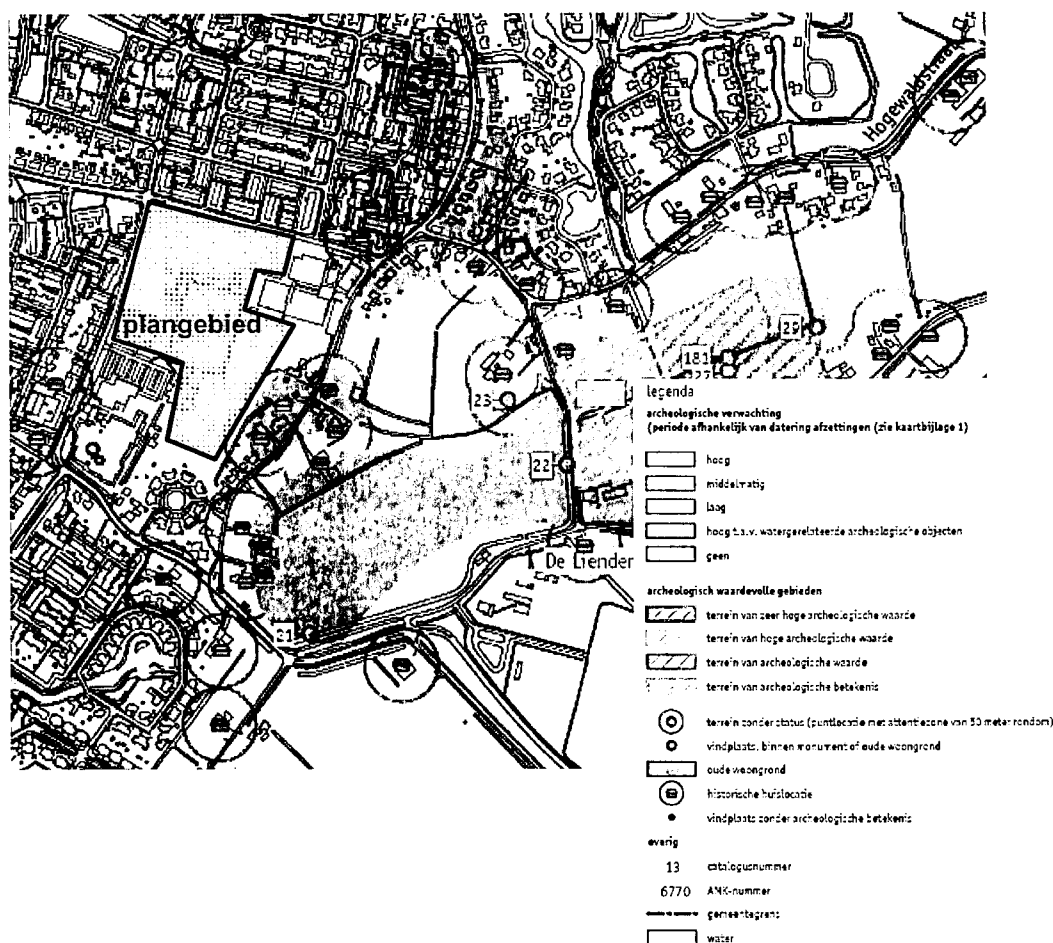 44
Hogewaldstraat
plangebied
29
181
23
22
De Liender
21
legenda
archeologische verwachting
(periode afhankelijk van datering afzettingen (zie kaartbijlage 1)
hoog
middelmatig
laag
hoog t.a.v. watergerelateerde archeologische objecten
geen
archeologisch waardevolle gebieden
terrein van zeer hoge archeologische waarde
terrein van hoge archeologische waarde
terrein van archeologische waarde
terrein van archeologische betekenis
terrein zonder status (puntlocatie met attentiezone van 50 meter rondom)
vindplaats, binnen monument of oude woongrond
oude woongrond
historische huislocatie
vindplaats zonder archeologische betekenis
overig
13 catalogusnummer
6770 AMK-nummer
gemeentegrens
water